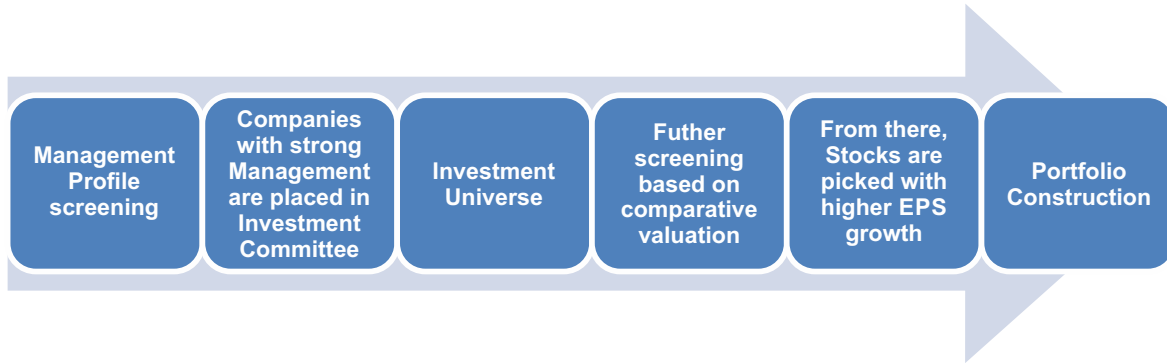 Management
Profile
screening
Companies
with strong
Management
are placed in
Investment
Committee
Investment
Universe
Futher
screening
based on
comparative
valuation
From there,
Stocks are
picked with
higher EPS
growth
Portfolio
Construction